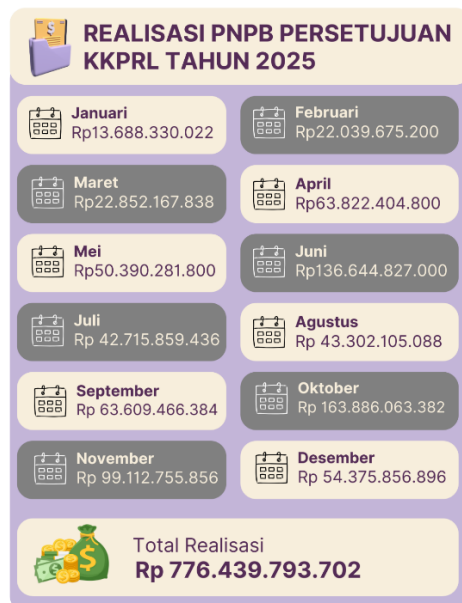 REALISASI PNPB PERSETUJUAN
KKPRL TAHUN 2025
Januari
Rp13.688.330.022
Februari
Rp22.039.675.200
Maret
Rp22.852.167.838
April
Rp63.822.404.800
Mei
Rp50.390.281.800
Juni
Rp136.644.827.000
Juli
Rp 42.715.859.436
Agustus
Rp 43.302.105.088
September
Rp 63.609.466.384
Oktober
Rp 163.886.063.382
November
Rp 99.112.755.856
Desember
Rp 54.375.856.896
Total Realisasi
Rp 776.439.793.702